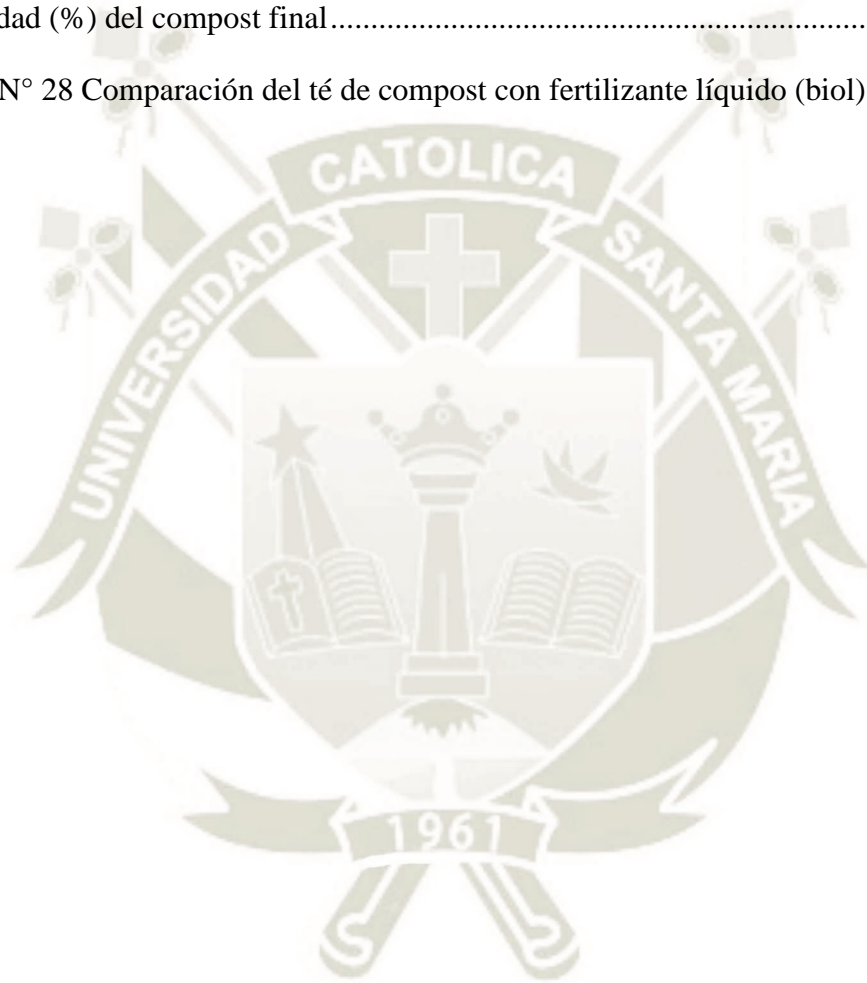 dad (%) del compost final......................................................................
N° 28 Comparación del té de compost con fertilizante líquido (biol)
CATOLICA
UNIVERSIDAD
SANTA MARIA
1961